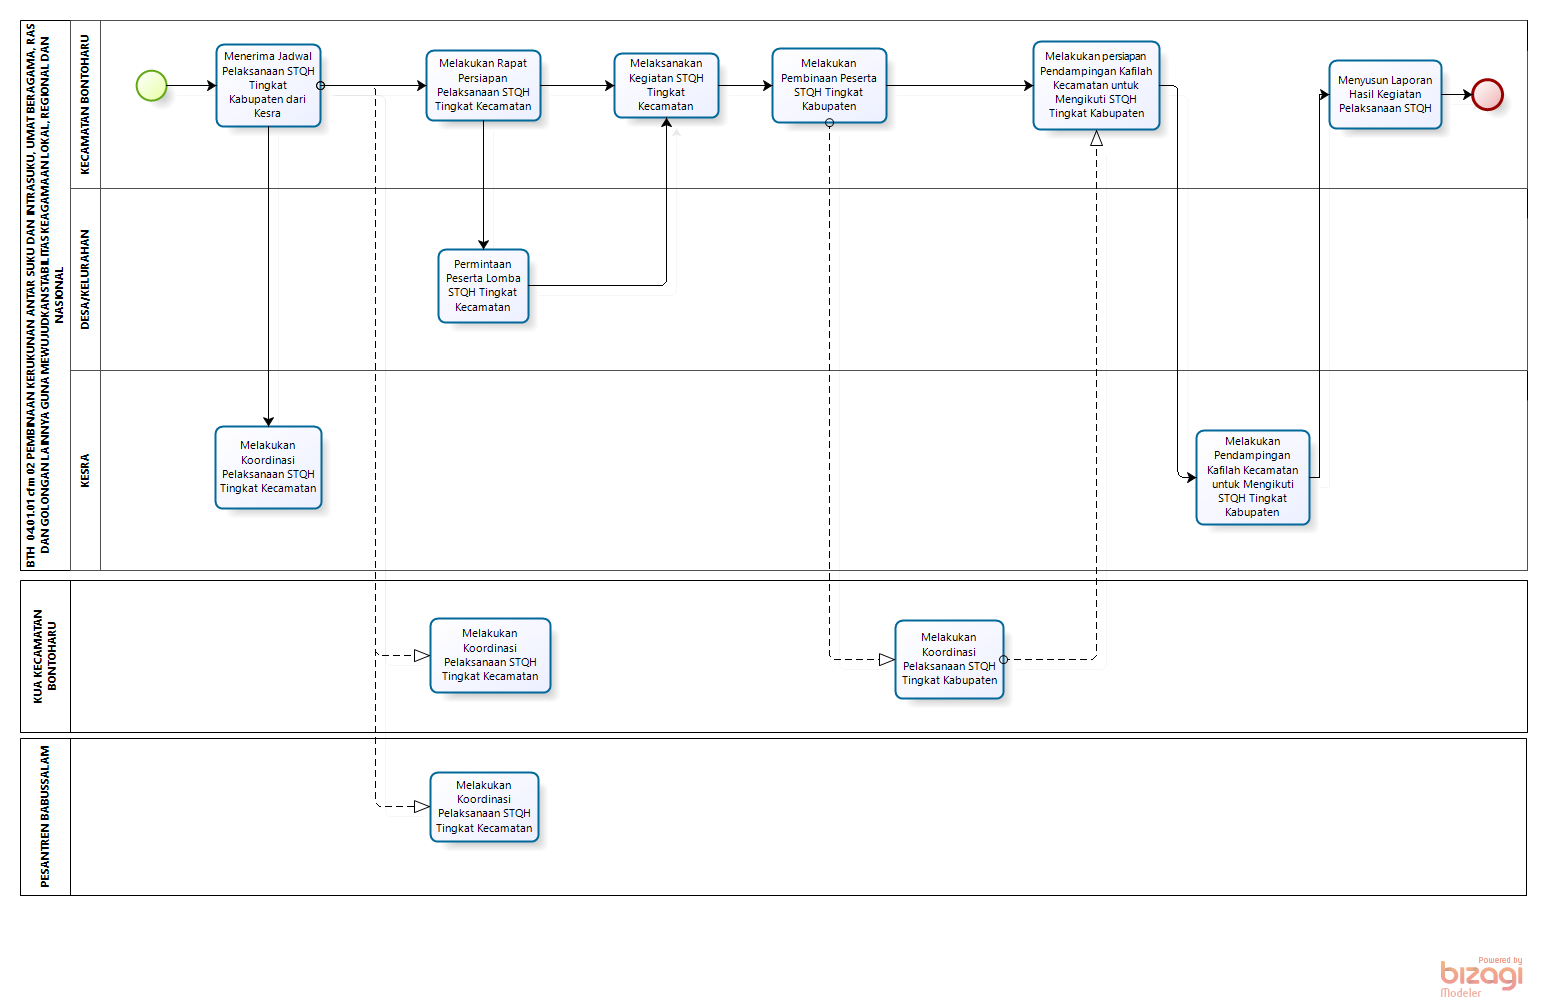 BTH 04.01.01 cfm 02 PEMBINAAN KERUKUNAN ANTAR SUKU DAN INTRASUKU, UMAT BERAGAMA, RAS
DAN GOLONGAN LAINNYA GUNA MEWUJUDKAN STABILITAS KEAGAMAAN LOKAL, REGIONAL DAN
NASIONAL
KECAMATAN BONTOHARU
Menerima Jadwal
Pelaksanaan STQH
Tingkat
Kabupaten dari
Kesra
Melakukan Rapat
Persiapan
Pelaksanaan STQH
Tingkat Kecamatan
Melaksanakan
Kegiatan STQH
Tingkat
Kecamatan
Melakukan
Pembinaan Peserta
STQH Tingkat
Kabupaten
Melakukan persiapan
Pendampingan Kafilah
Kecamatan untuk
Mengikuti STQH
Tingkat Kabupaten
Menyusun Laporan
Hasil Kegiatan
Pelaksanaan STQH
DESA/KELURAHAN
Permintaan
Peserta Lomba
STQH Tingkat
Kecamatan
KESRA
Melakukan
Koordinasi
Pelaksanaan STQH
Tingkat Kecamatan
Melakukan
Pendampingan
Kafilah Kecamatan
untuk Mengikuti
STQH Tingkat
Kabupaten
KUA KECAMATAN
BONTOHARU
Melakukan
Koordinasi
Pelaksanaan STQH
Tingkat Kecamatan
Melakukan
Koordinasi
Pelaksanaan STQH
Tingkat Kabupaten
PESANTREN BABUSSALAM
Melakukan
Koordinasi
Pelaksanaan STQH
Tingkat Kecamatan
Powered by
bizagi
Modeler